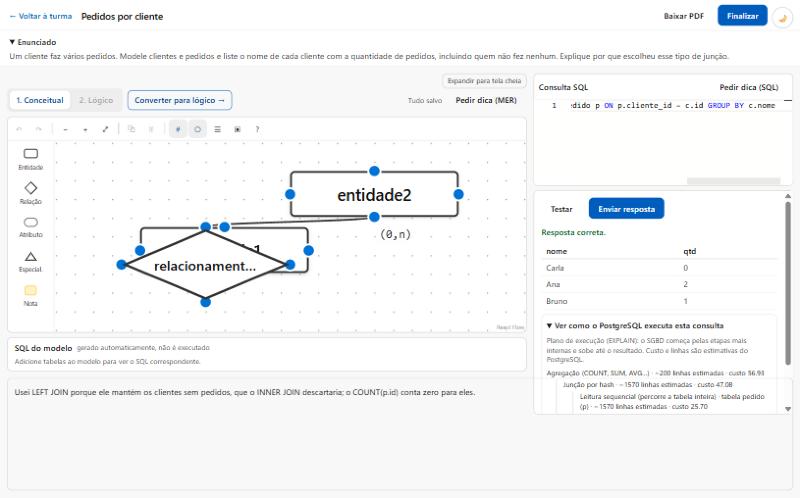 ← Voltar à turma Pedidos por cliente Baixar PDF Finalizar
▼ Enunciado
Um cliente faz vários pedidos. Modele clientes e pedidos e liste o nome de cada cliente com a quantidade de pedidos, incluindo quem não fez nenhum. Explique por que escolheu esse tipo de junção.
Expandir para tela cheia
1. Conceitual 2. Lógico Converter para lógico → Tudo salvo Pedir dica (MER)
Entidade
Relação
Atributo
Especial.
Nota
entidade2
(0,n)
relacionament...
React Flow
SQL do modelo gerado automaticamente, não é executado
Adicione tabelas ao modelo para ver o SQL correspondente.
Usei LEFT JOIN porque ele mantém os clientes sem pedidos, que o INNER JOIN descartaria; o COUNT(p.id) conta zero para eles.
Consulta SQL Pedir dica (SQL)
1 dido p ON p.cliente_id = c.id GROUP BY c.nome
Testar Enviar resposta
Resposta correta.
nome qtd
Carla 0
Ana 2
Bruno 1
▼ Ver como o PostgreSQL executa esta consulta
Plano de execução (EXPLAIN): o SGBD começa pelas etapas mais
internas e sobe até o resultado. Custo e linhas são estimativas do
PostgreSQL.
Agregação (COUNT, SUM, AVG...) · ~200 linhas estimadas · custo 56.93
Junção por hash · ~1570 linhas estimadas · custo 47.08
Leitura sequencial (percorre a tabela inteira) · tabela pedido
(p) · ~1570 linhas estimadas · custo 25.70